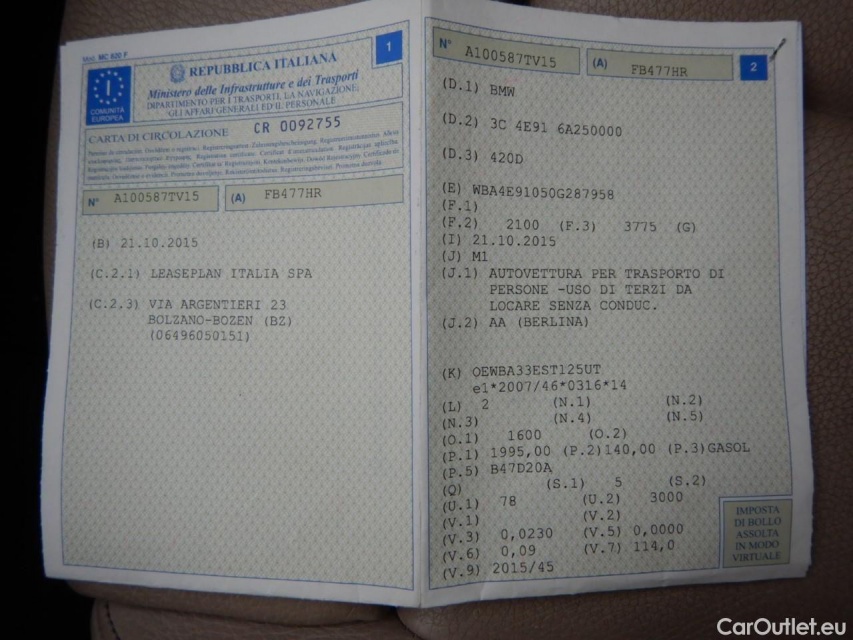 Mod. MC 820 F
1
I
COMUNITÀ
EUROPEA
REPUBBLICA ITALIANA
Ministero delle Infrastrutture e dei Trasporti
DIPARTIMENTO PER I TRASPORTI, LA NAVIGAZIONE,
GLI AFFARI GENERALI ED IL PERSONALE
CARTA DI CIRCOLAZIONE CR 0092755
N° A100587TV15 (A) FB477HR
(B) 21.10.2015
(C.2.1) LEASEPLAN ITALIA SPA
(C.2.3) VIA ARGENTIERI 23
BOLZANO-BOZEN (BZ)
(06496050151)
N° A100587TV15 (A) FB477HR 2
(D.1) BMW
(D.2) 3C 4E91 6A250000
(D.3) 420D
(E) WBA4E91050G287958
(F.1)
(F.2) 2100 (F.3) 3775 (G)
(I) 21.10.2015
(J) M1
(J.1) AUTOVETTURA PER TRASPORTO DI
PERSONE -USO DI TERZI DA
LOCARE SENZA CONDUC.
(J.2) AA (BERLINA)
(K) OEWBA33EST125UT
e1*2007/46*0316*14
(L) 2 (N.1) (N.2)
(N.3) (N.4) (N.5)
(O.1) 1600 (O.2)
(P.1) 1995,00 (P.2)140,00 (P.3)GASOL
(P.5) B47D20A
(Q) (S.1) 5 (S.2)
(U.1) 78 (U.2) 3000
(V.1) (V.2)
(V.3) 0,0230 (V.5) 0,0000
(V.6) 0,09 (V.7) 114,0
(V.9) 2015/45
IMPOSTA
DI BOLLO
ASSOLTA
IN MODO
VIRTUALE
CarOutlet.eu